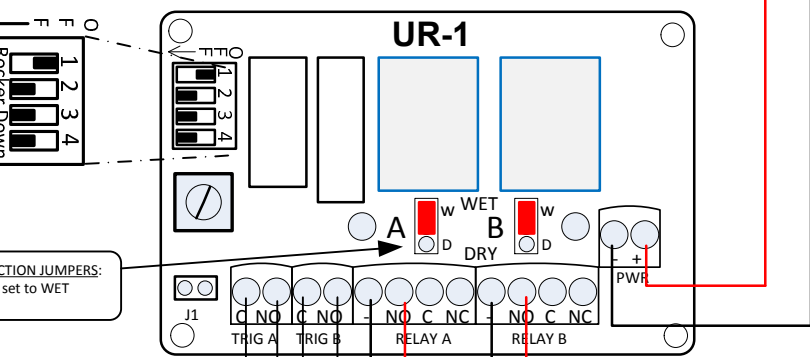 O F F
1
2
3
4
Rocker Down
UR-1
OFF
1
2
3
4
A
W
D
WET
DRY
B
W
D
- +
PWR
CTION JUMPERS:
set to WET
J1
C NO C NO - NO C NC - NO C NC
TRIG A TRIG B RELAY A RELAY B